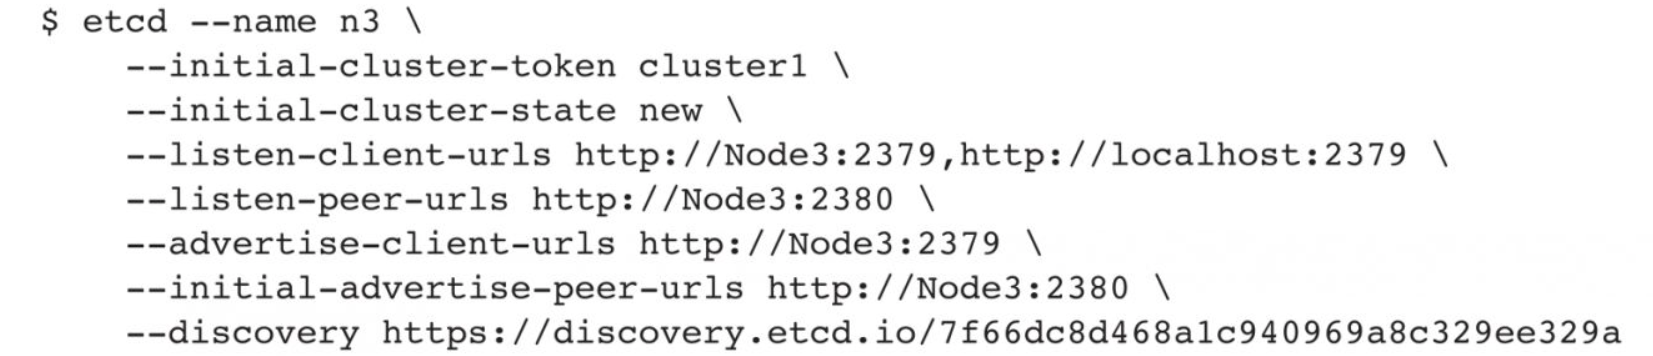 $ etcd --name n3 \
--initial-cluster-token cluster1 \
--initial-cluster-state new \
--listen-client-urls http://Node3:2379,http://localhost:2379 \
--listen-peer-urls http://Node3:2380 \
--advertise-client-urls http://Node3:2379 \
--initial-advertise-peer-urls http://Node3:2380 \
--discovery https://discovery.etcd.io/7f66dc8d468a1c940969a8c329ee329a